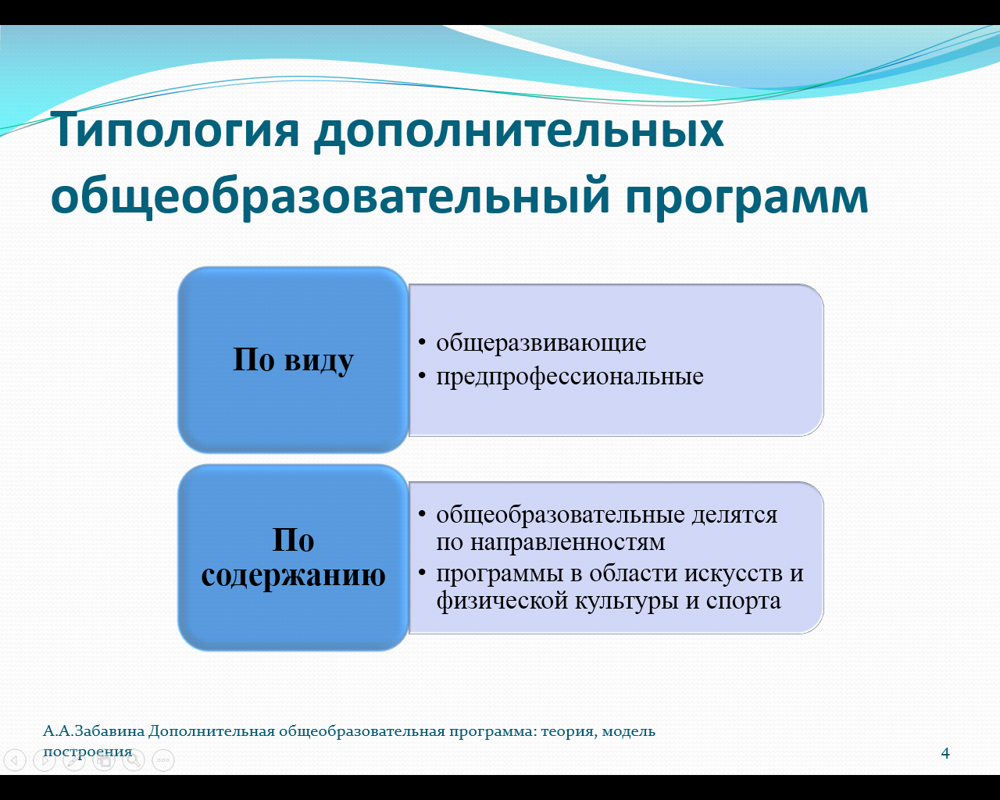 Типология дополнительных
общеобразовательный программ
По виду
• общеразвивающие
• предпрофессиональные
По
содержанию
• общеобразовательные делятся
по направленностям
• программы в области искусств и
физической культуры и спорта
А.А.Забавина Дополнительная общеобразовательная программа: теория, модель
построения
4